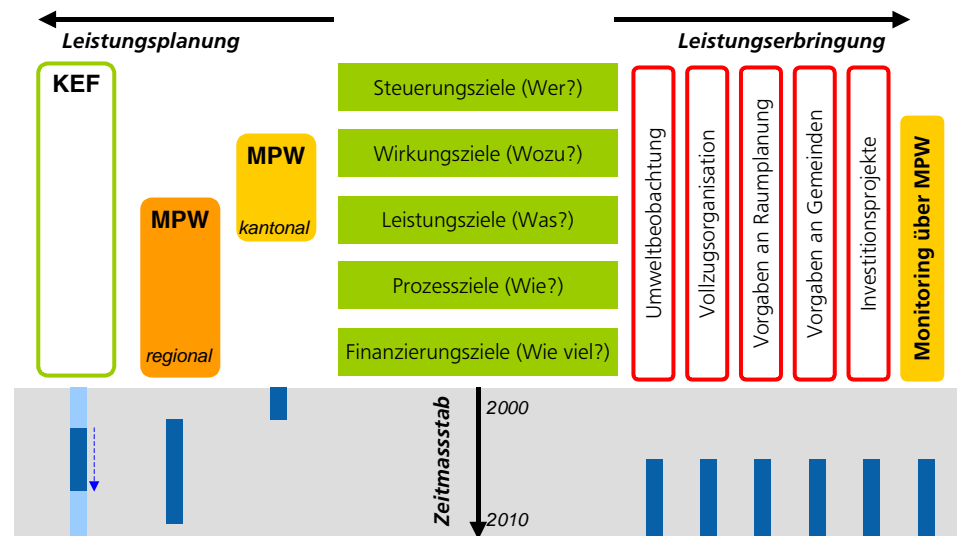 Leistungsplanung
Leistungserbringung
KEF
MPW
regional
MPW
kantonal
Steuerungsziele (Wer?)
Wirkungsziele (Wozu?)
Leistungsziele (Was?)
Prozessziele (Wie?)
Finanzierungsziele (Wie viel?)
Umweltbeobachtung
Vollzugsorganisation
Vorgaben an Raumplanung
Vorgaben an Gemeinden
Investitionsprojekte
Monitoring über MPW
Zeitmassstab
2000
2010